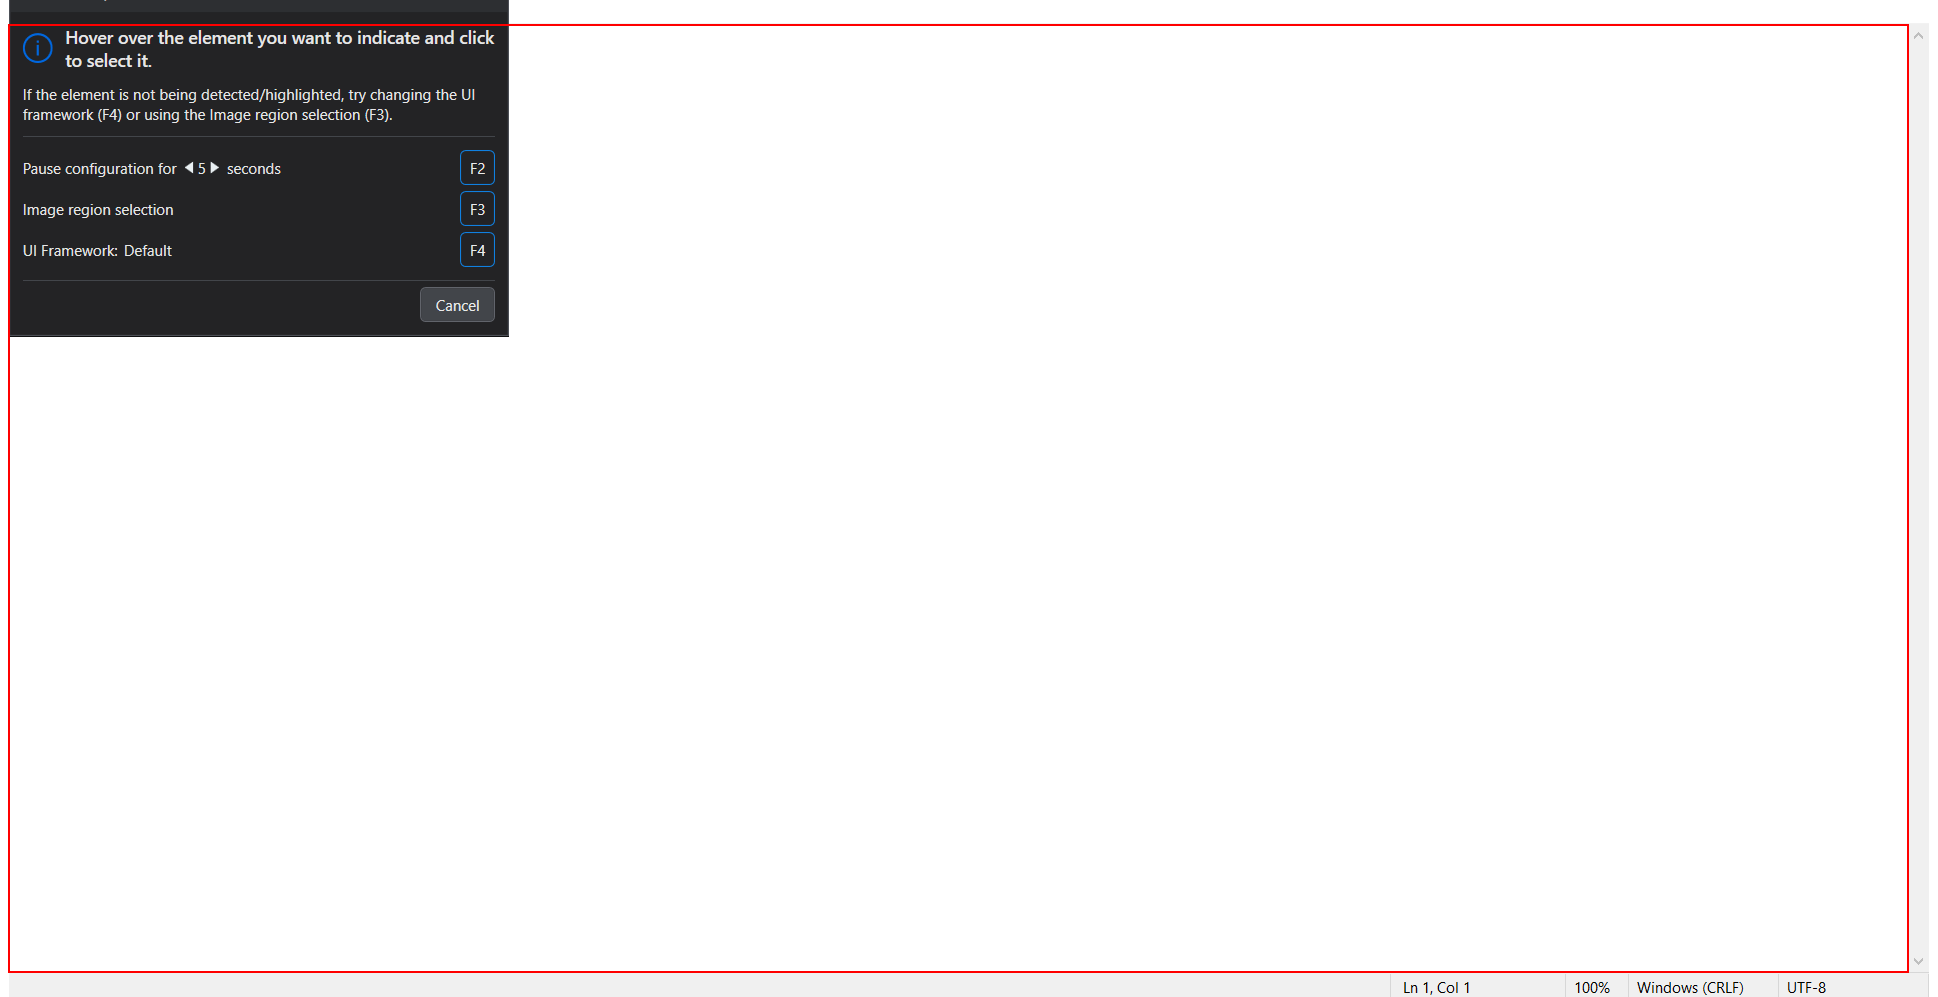 Hover over the element you want to indicate and click
to select it.
If the element is not being detected/highlighted, try changing the UI
framework (F4) or using the Image region selection (F3).
Pause configuration for 5 seconds F2
Image region selection F3
UI Framework: Default F4
Cancel
Ln 1, Col 1 100% Windows (CRLF) UTF-8